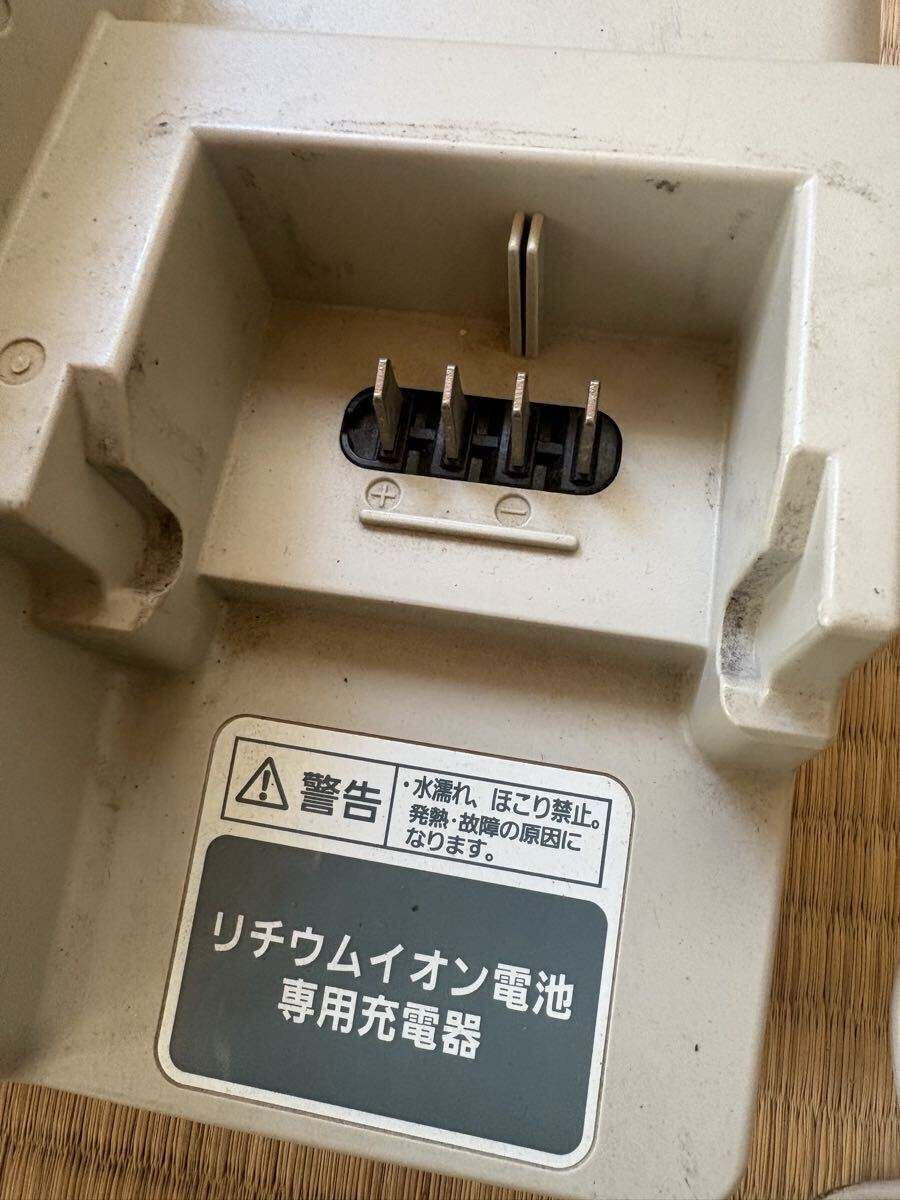 ⊕ ⊖
⚠警告
・水濡れ、ほこり禁止。
発熱・故障の原因に
なります。
リチウムイオン電池
専用充電器